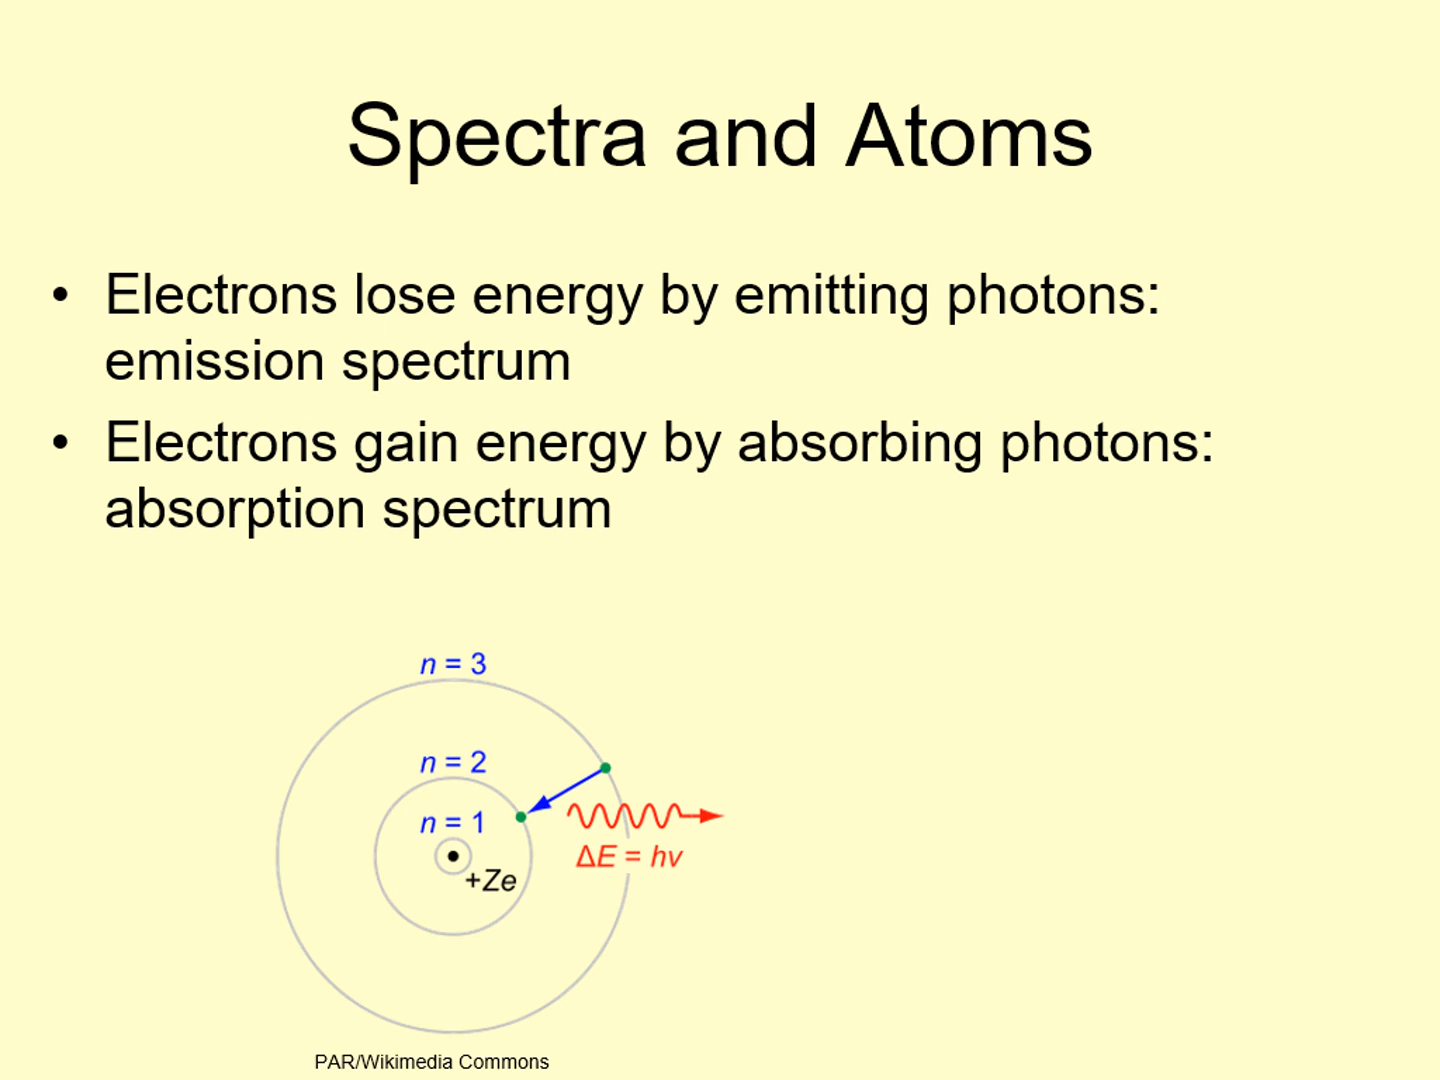 Spectra and Atoms
• Electrons lose energy by emitting photons:
emission spectrum
• Electrons gain energy by absorbing photons:
absorption spectrum
n = 3
n = 2
n = 1
ΔE = hν
+Ze
PAR/Wikimedia Commons